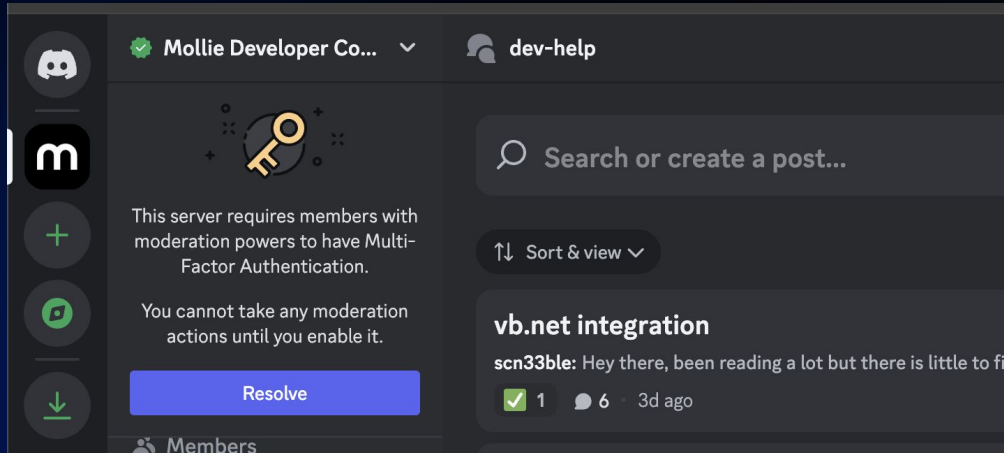 Mollie Developer Co...
dev-help
m
This server requires members with
moderation powers to have Multi-
Factor Authentication.
You cannot take any moderation
actions until you enable it.
Resolve
Members
Search or create a post...
Sort & view
vb.net integration
scn33ble: Hey there, been reading a lot but there is little to fi
1 6 · 3d ago